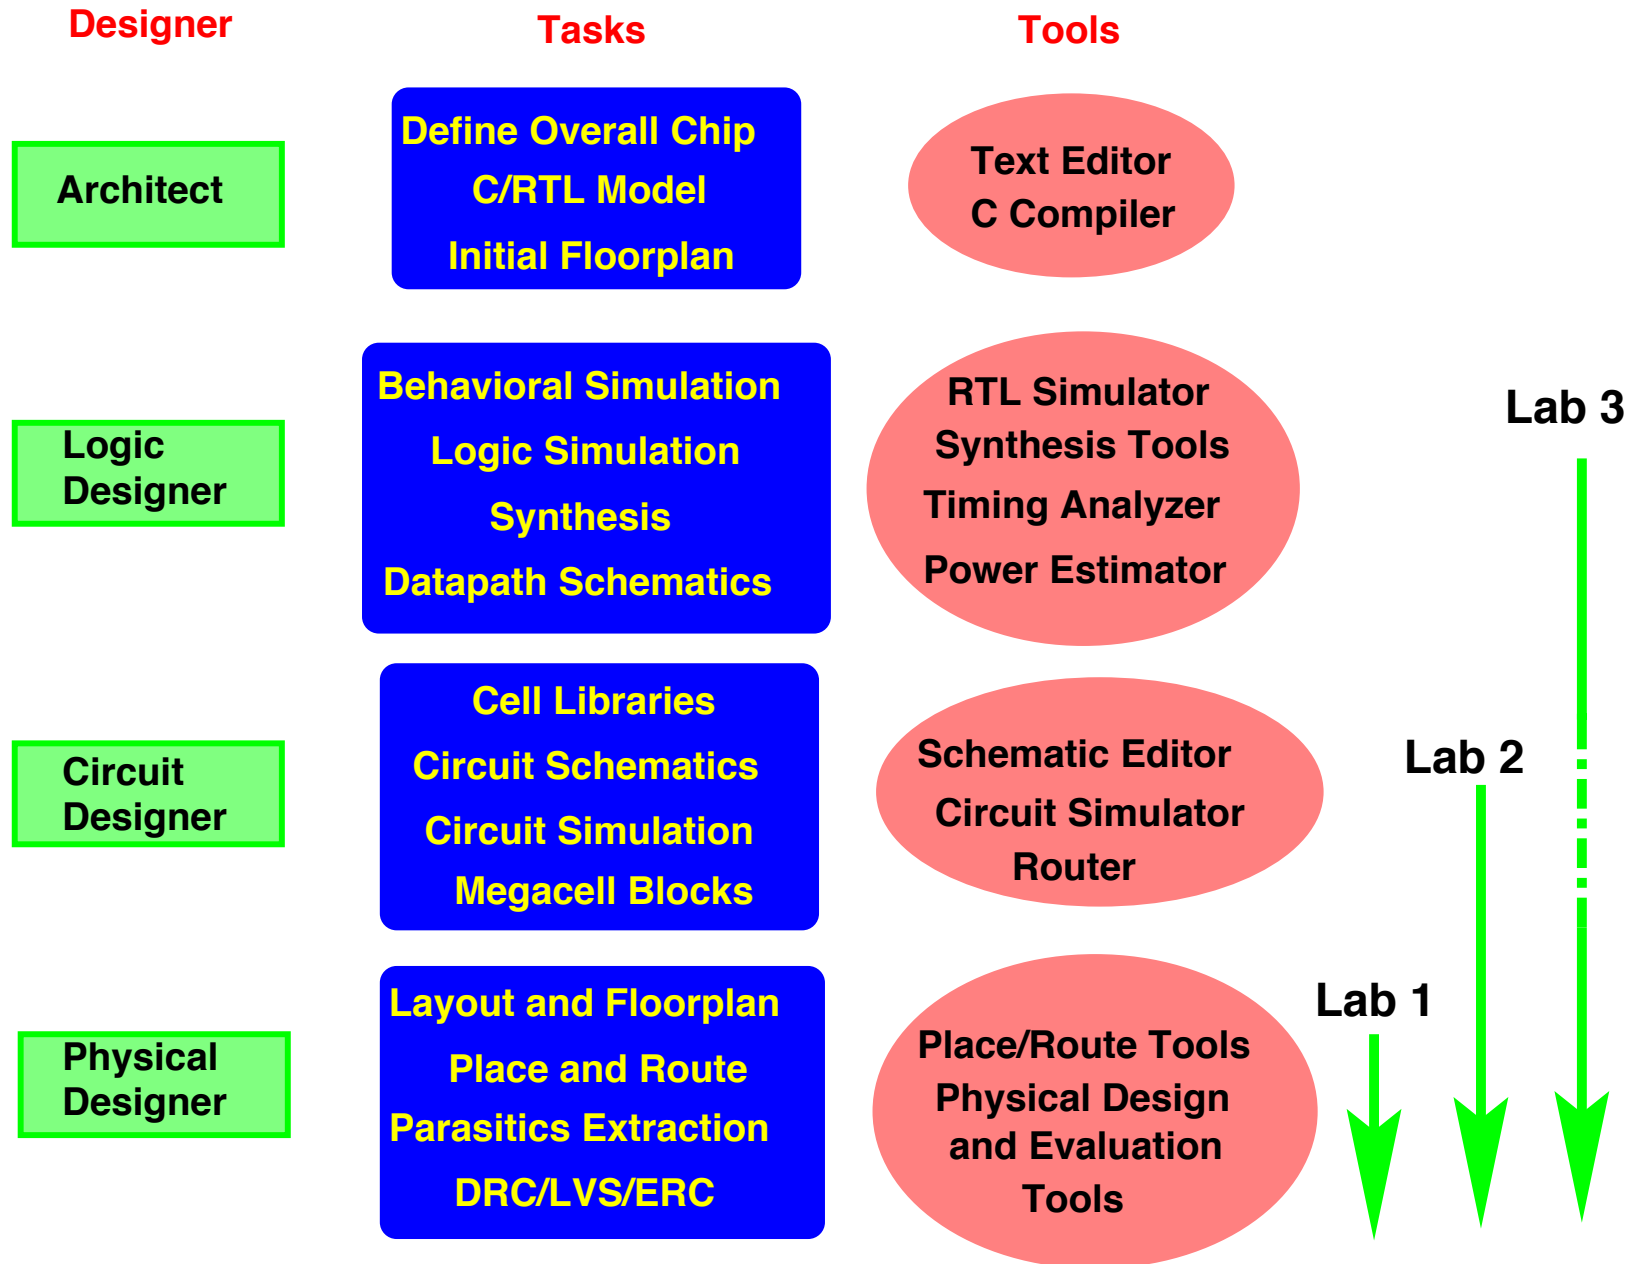 Designer
Tasks
Tools
Architect
Define Overall Chip
C/RTL Model
Initial Floorplan
Text Editor
C Compiler
Logic
Designer
Behavioral Simulation
Logic Simulation
Synthesis
Datapath Schematics
RTL Simulator
Synthesis Tools
Timing Analyzer
Power Estimator
Lab 3
Circuit
Designer
Cell Libraries
Circuit Schematics
Circuit Simulation
Megacell Blocks
Schematic Editor
Circuit Simulator
Router
Lab 2
Physical
Designer
Layout and Floorplan
Place and Route
Parasitics Extraction
DRC/LVS/ERC
Place/Route Tools
Physical Design
and Evaluation
Tools
Lab 1